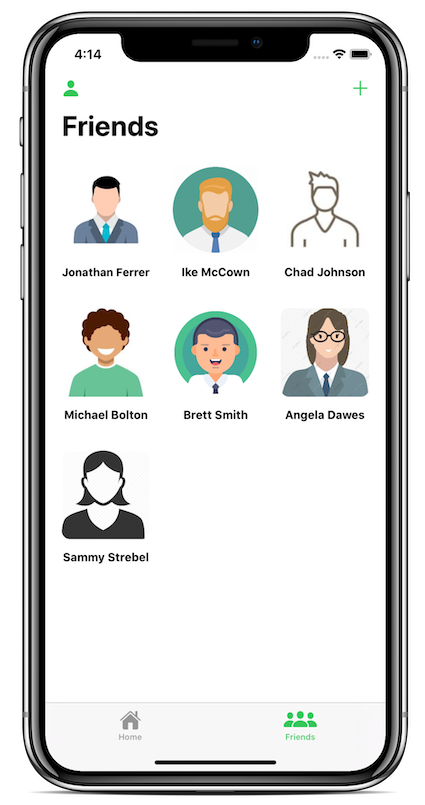 4:14
Friends
Jonathan Ferrer
Ike McCown
Chad Johnson
Michael Bolton
Brett Smith
Angela Dawes
Sammy Strebel
Home
Friends